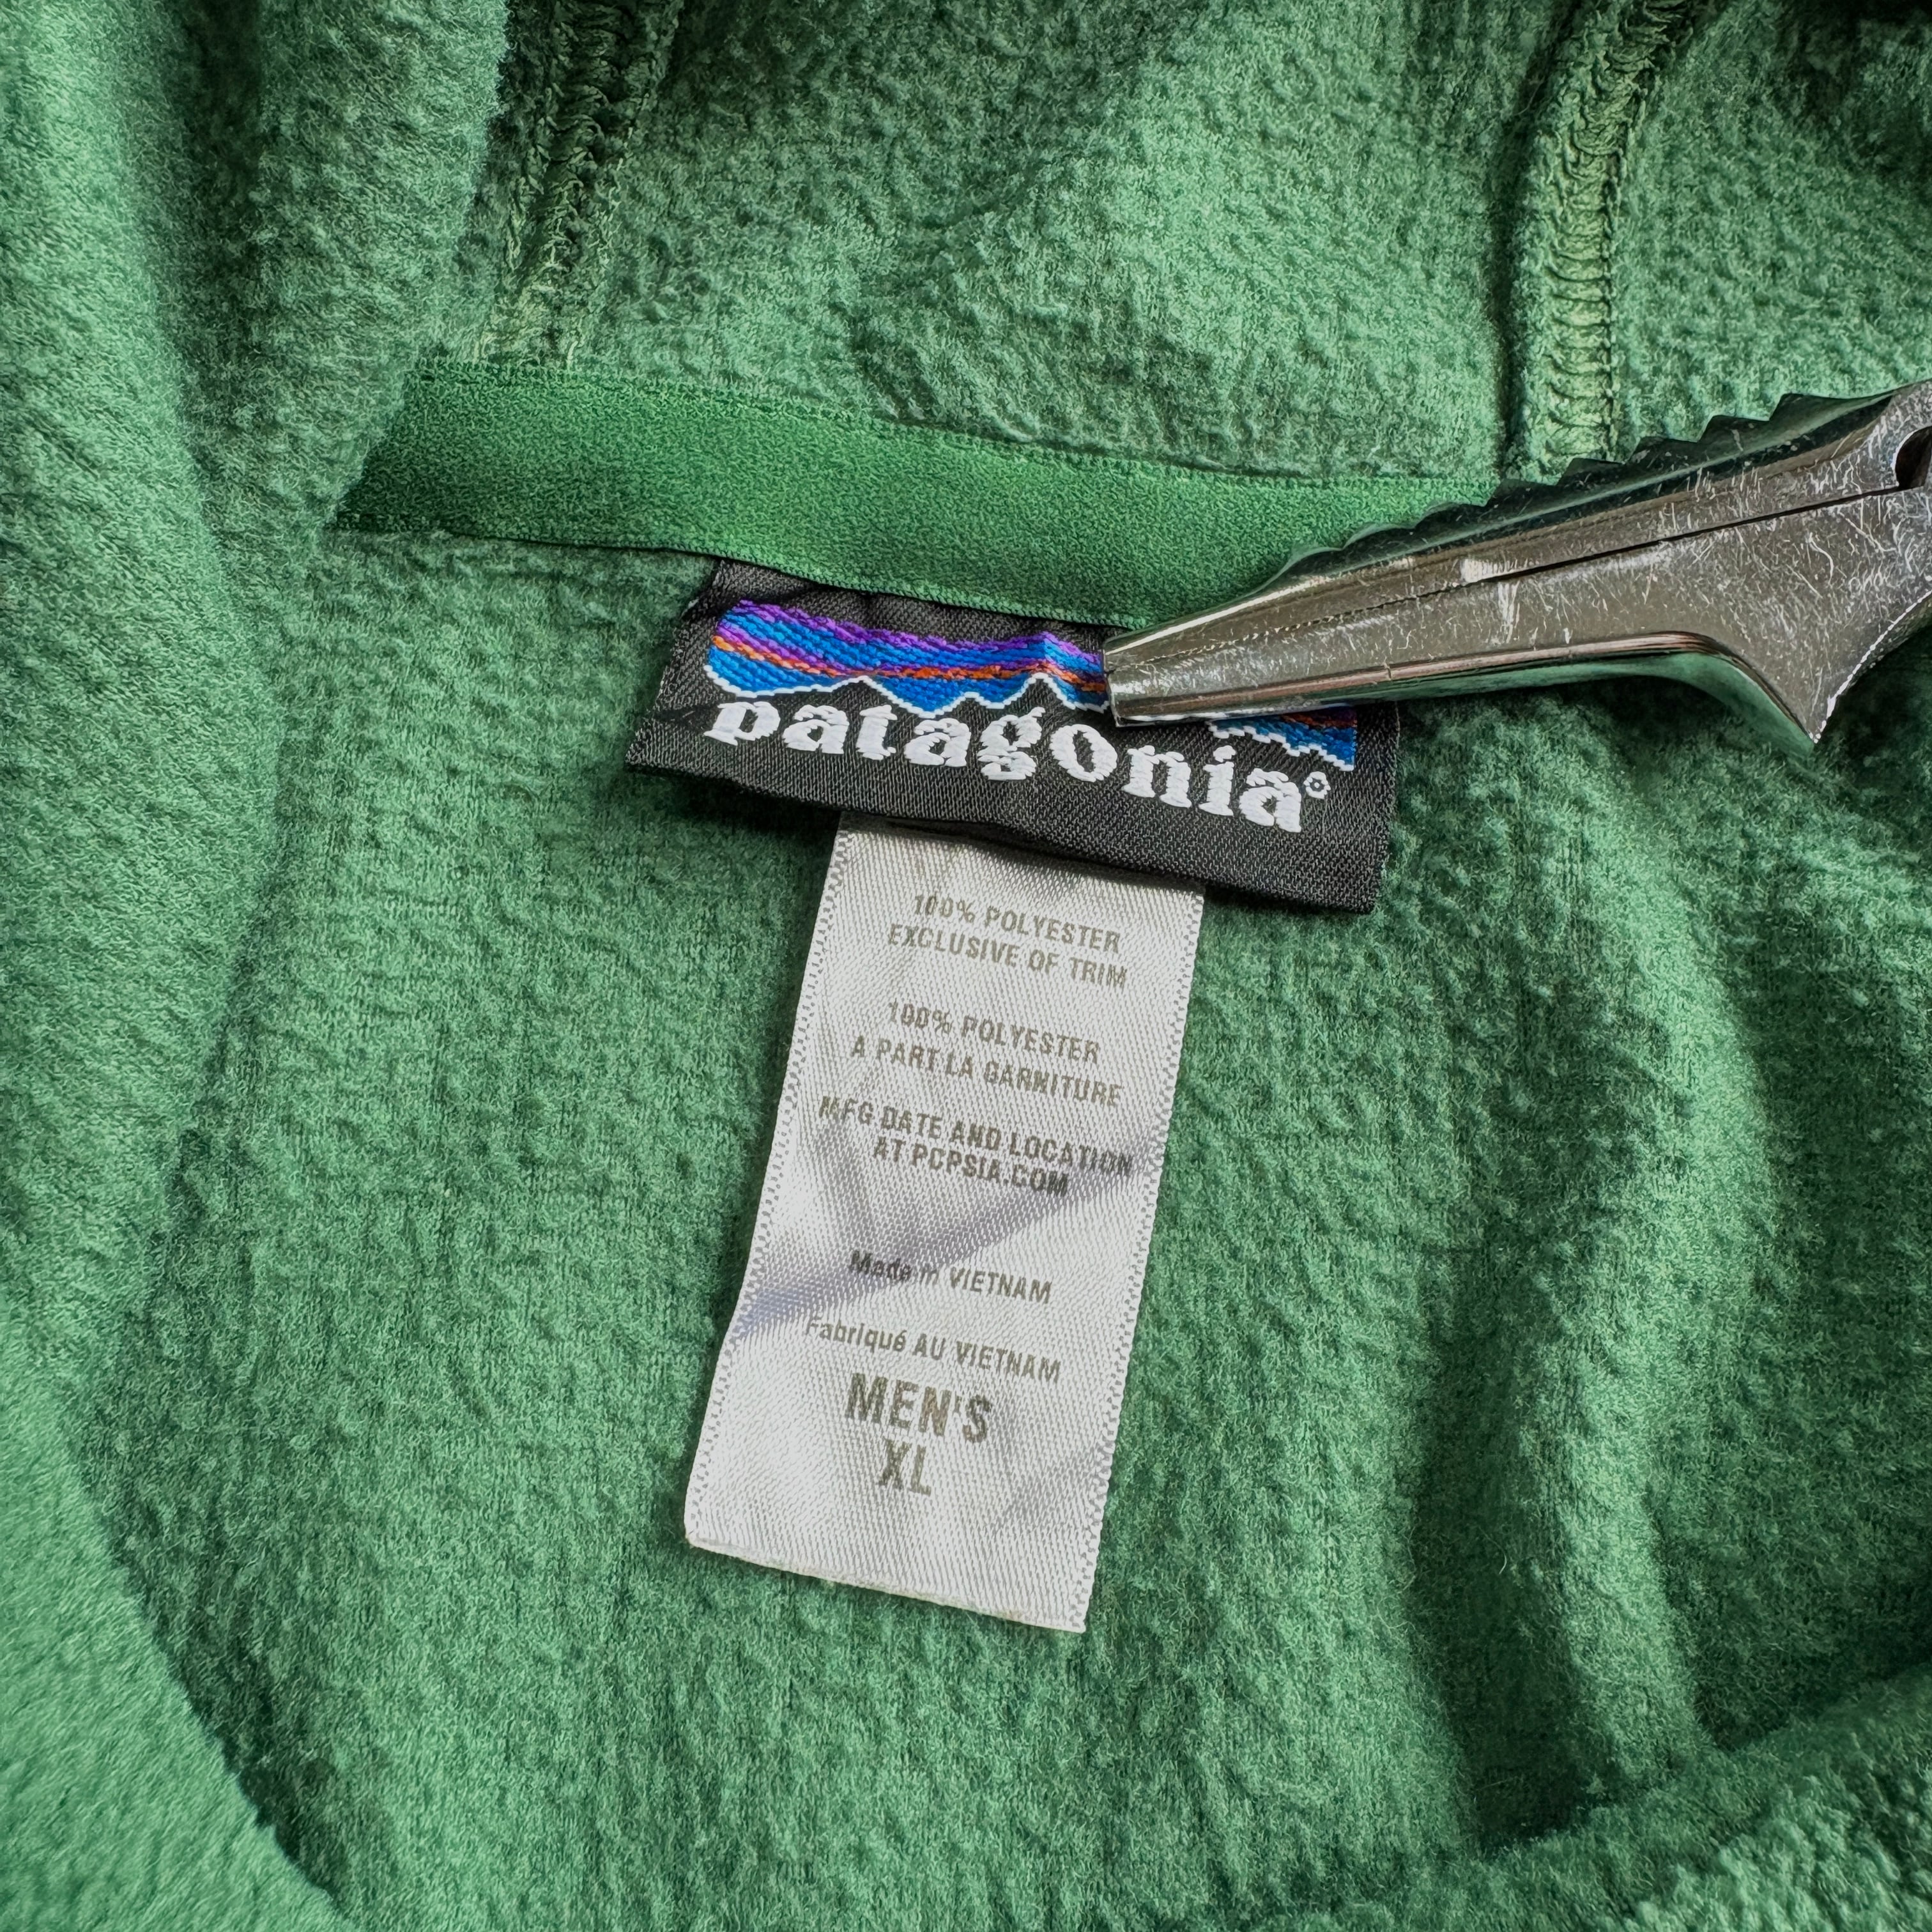 patagonia®
100% POLYESTER
EXCLUSIVE OF TRIM
100% POLYESTER
A PART LA GARNITURE
MFG DATE AND LOCATION
AT PCPSIA.COM
Made in VIETNAM
Fabriqué AU VIETNAM
MEN'S
XL